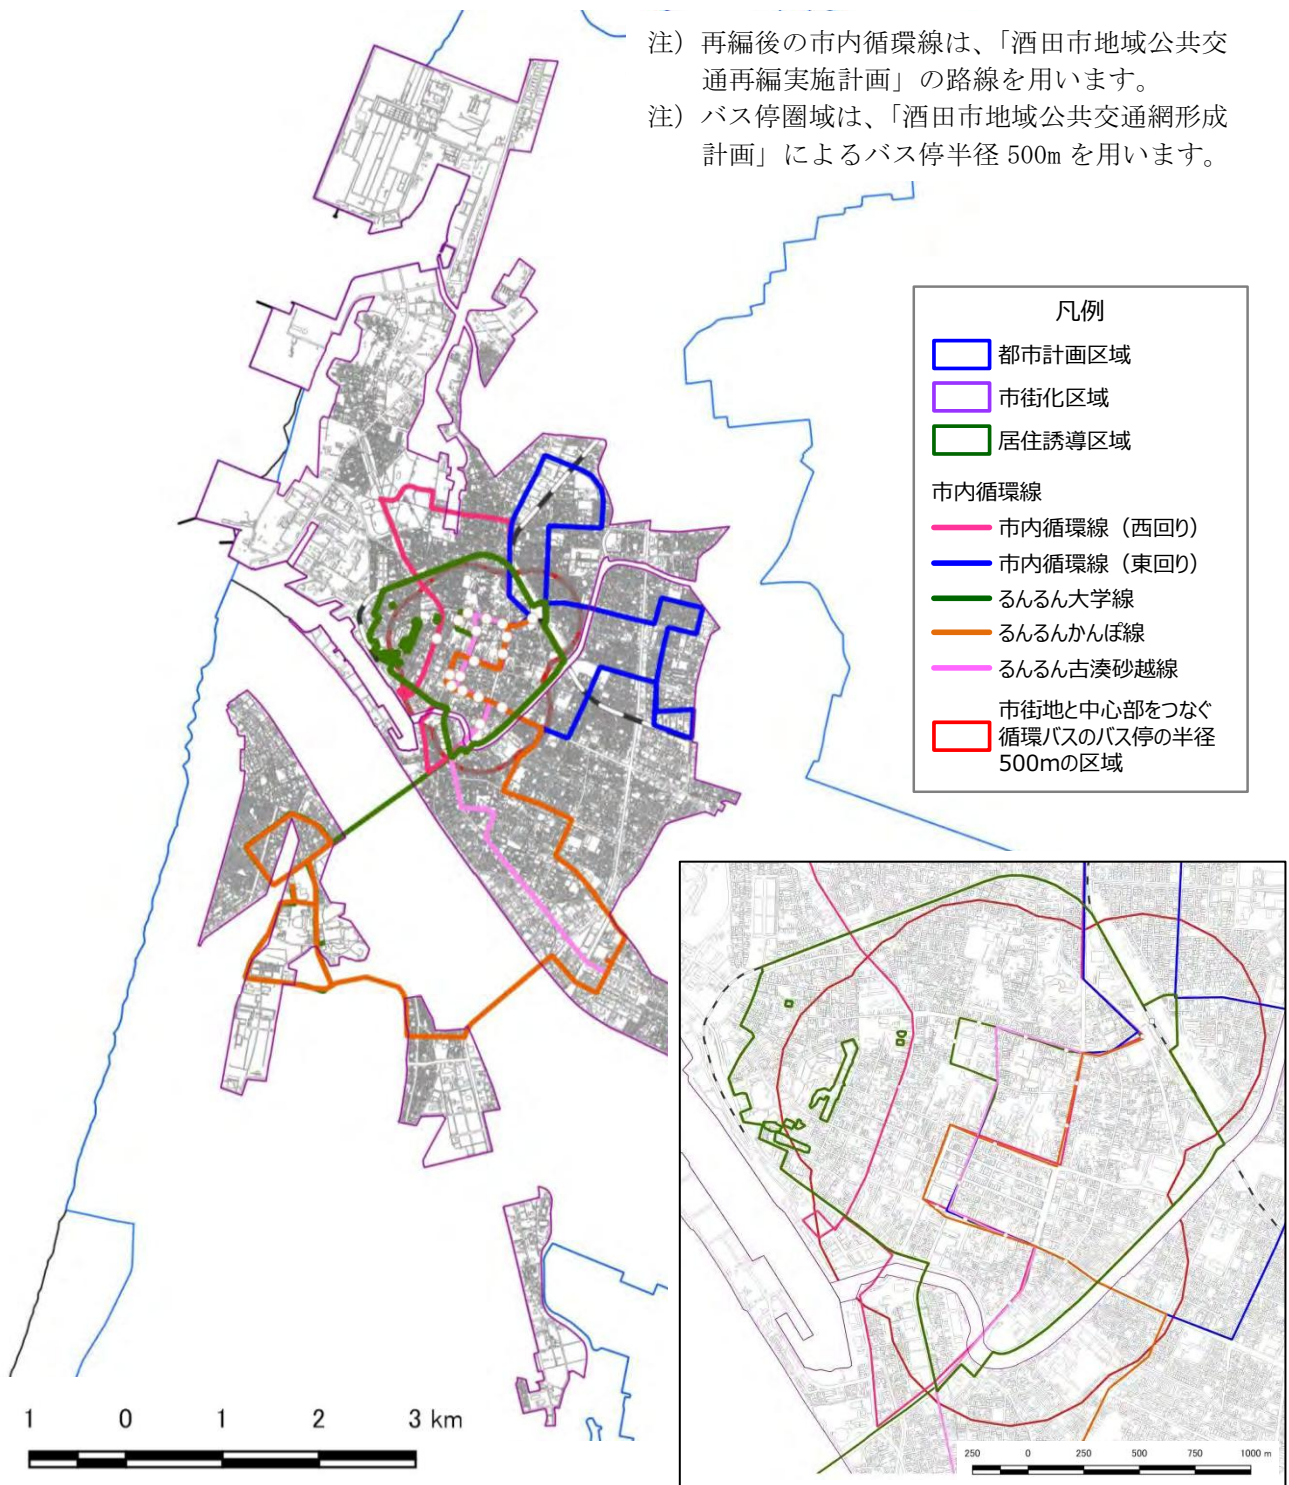 注）再編後の市内循環線は、「酒田市地域公共交
通再編実施計画」の路線を用います。
注）バス停圏域は、「酒田市地域公共交通網形成
計画」によるバス停半径 500m を用います。
凡例
都市計画区域
市街化区域
居住誘導区域
市内循環線
市内循環線（西回り）
市内循環線（東回り）
るんるん大学線
るんるんかんぽ線
るんるん古湊砂越線
市街地と中心部をつなぐ
循環バスのバス停の半径
500mの区域
1 0 1 2 3 km
250 0 250 500 750 1000 m